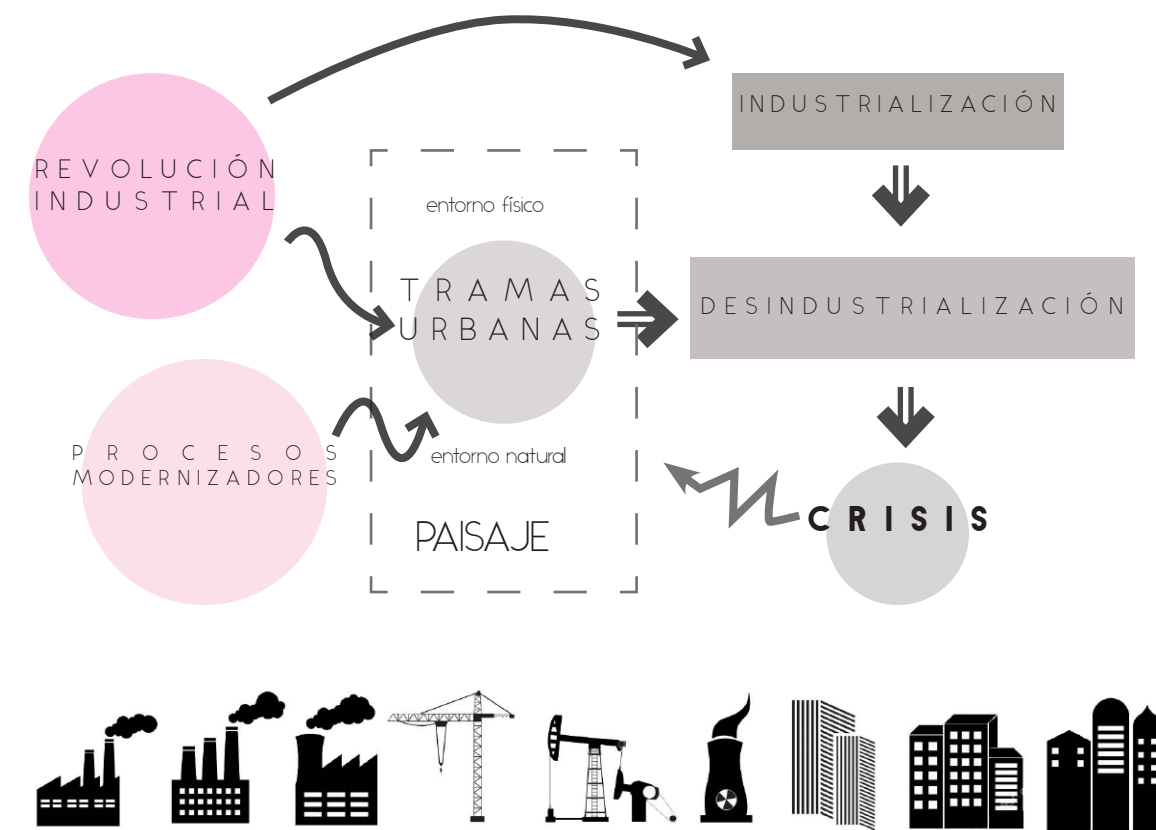 REVOLUCIÓN
INDUSTRIAL
PROCESOS
MODERNIZADORES
entorno físico
TRAMAS
URBANAS
entorno natural
PAISAJE
INDUSTRIALIZACIÓN
DESINDUSTRIALIZACIÓN
CRISIS